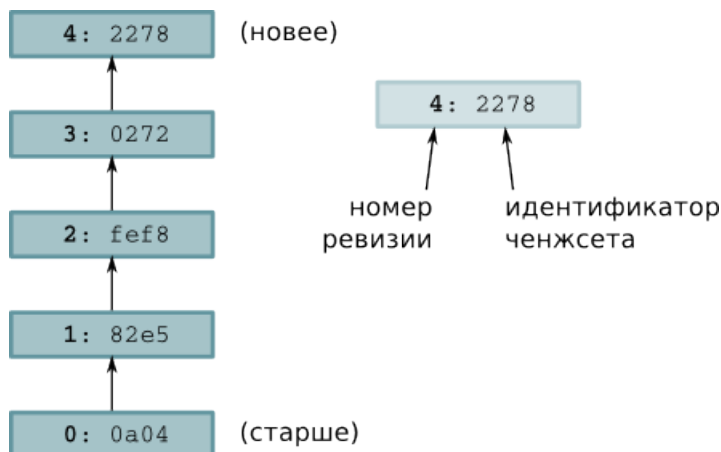 4: 2278 (новее)
4: 2278
3: 0272
номер идентификатор
ревизии ченжсета
2: fef8
1: 82e5
0: 0a04 (старше)